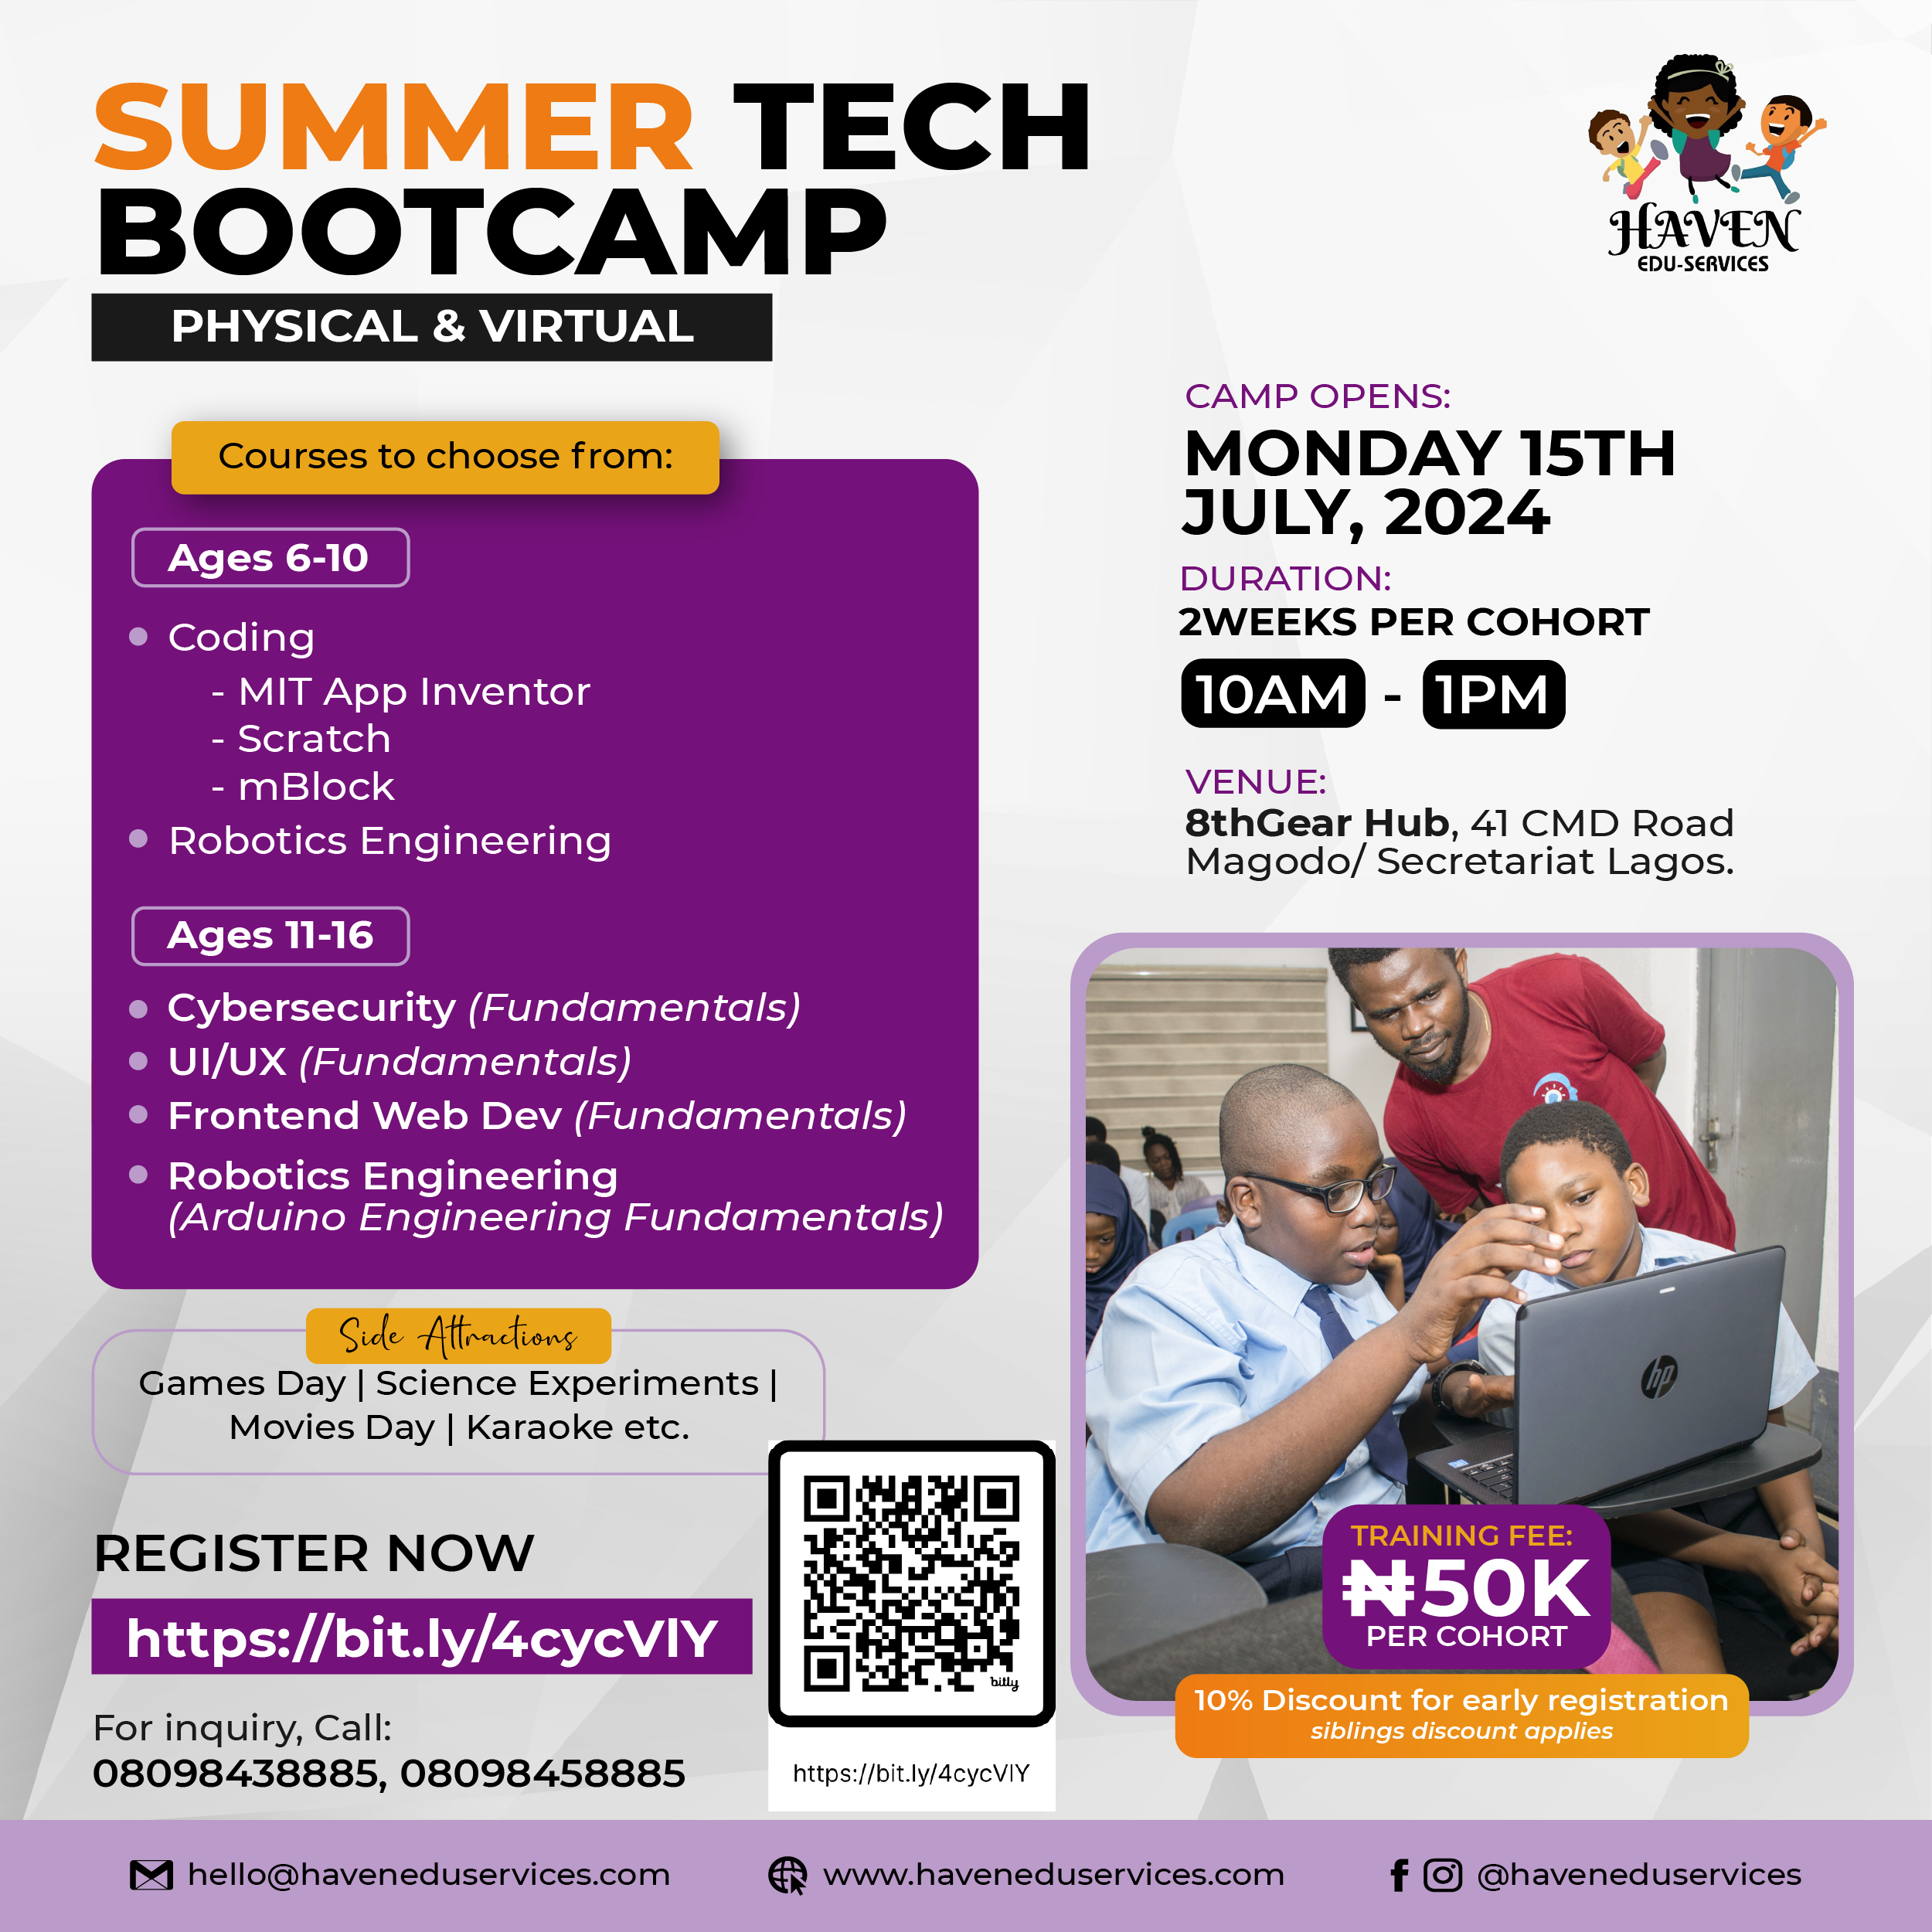 SUMMER TECH
BOOTCAMP
PHYSICAL & VIRTUAL
HAVEN
EDU-SERVICES
Courses to choose from:
Ages 6-10
Coding
- MIT App Inventor
- Scratch
- mBlock
Robotics Engineering
Ages 11-16
Cybersecurity (Fundamentals)
UI/UX (Fundamentals)
Frontend Web Dev (Fundamentals)
Robotics Engineering
(Arduino Engineering Fundamentals)
CAMP OPENS:
MONDAY 15TH
JULY, 2024
DURATION:
2WEEKS PER COHORT
10AM - 1PM
VENUE:
8thGear Hub, 41 CMD Road
Magodo/ Secretariat Lagos.
hp
Side Attractions
Games Day | Science Experiments |
Movies Day | Karaoke etc.
REGISTER NOW
https://bit.ly/4cycVlY
For inquiry, Call:
08098438885, 08098458885
bitly
https://bit.ly/4cycVlY
TRAINING FEE:
₦50K
PER COHORT
10% Discount for early registration
siblings discount applies
hello@haveneduservices.com
www.haveneduservices.com
@haveneduservices